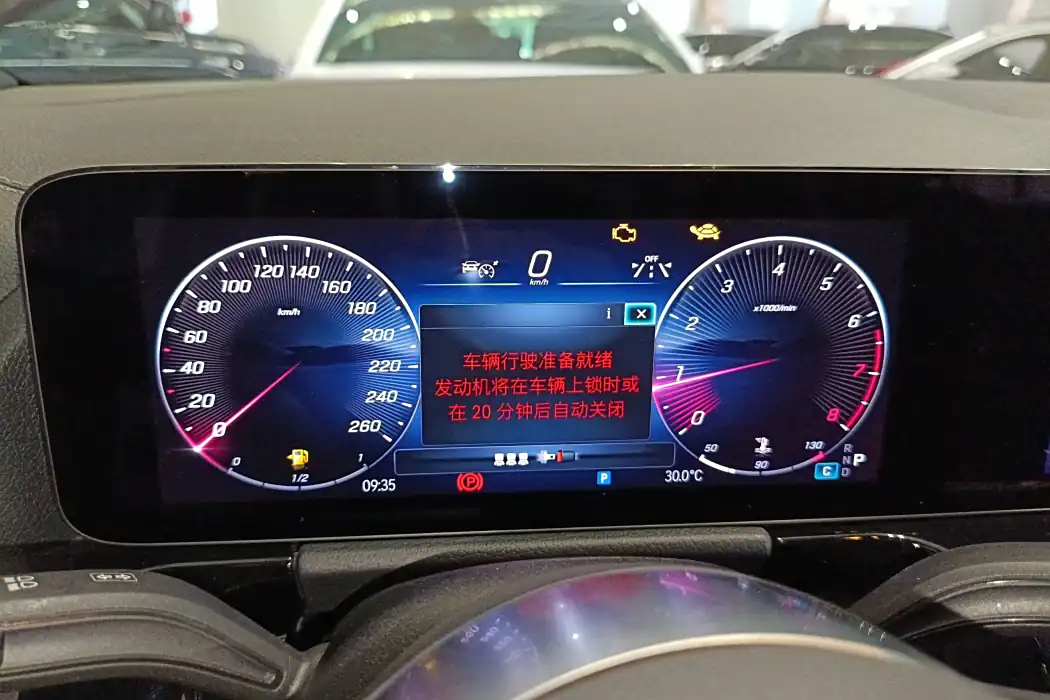 120 140
100 160
80 180
60 200
40 220
20 240
0 260
km/h
0 1/2 1
09:35
0
km/h
OFF
i
车辆行驶准备就绪
发动机将在车辆上锁时或
在 20 分钟后自动关闭
P
P
30.0°C
4
3 5
2 6
1 7
0 8
x1000/min
50 90 130
C
R
N
D
P